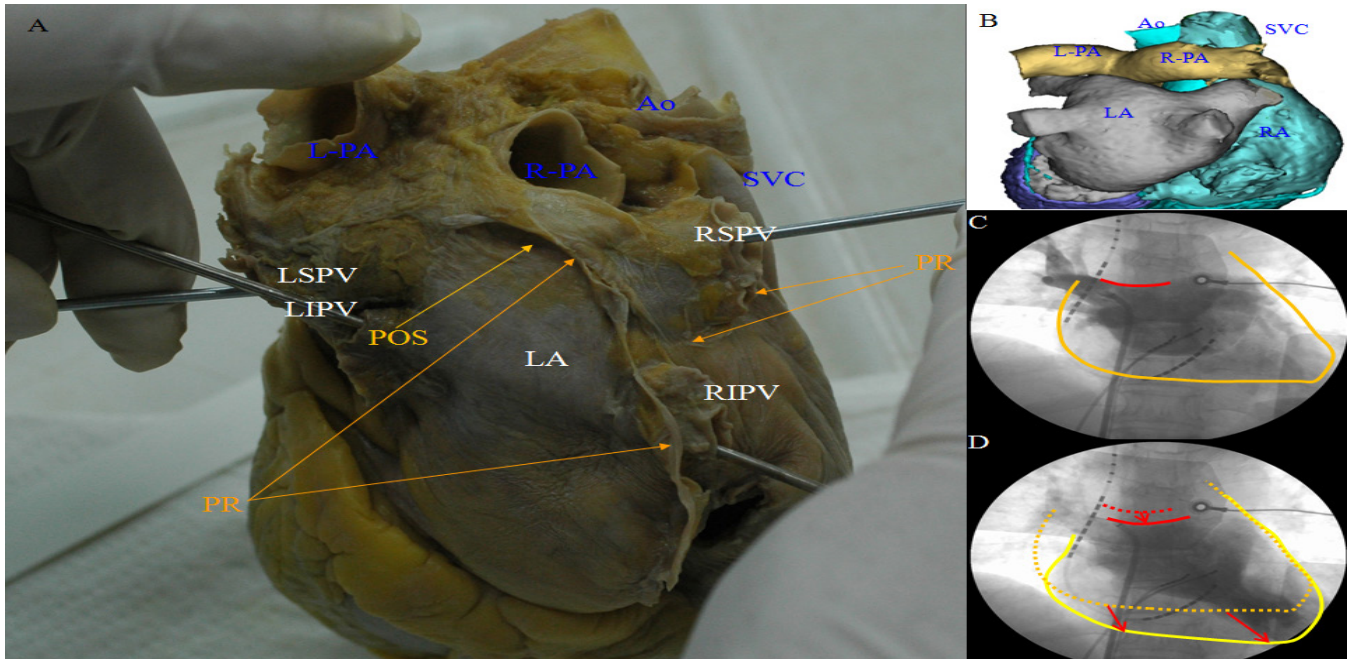 A
L-PA
R-PA
Ao
SVC
RSPV
PR
LSPV
LIPV
POS
LA
RIPV
PR
B
Ao
SVC
L-PA
R-PA
LA
RA
C
D